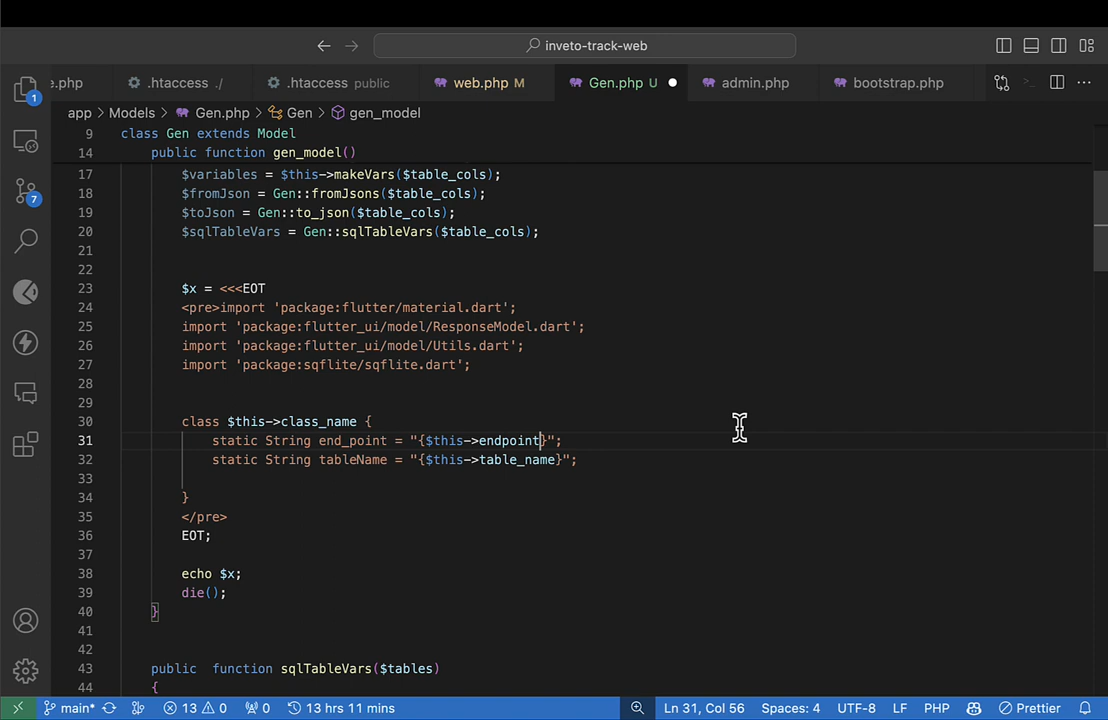 inveto-track-web
e.php
.htaccess ./
.htaccess public
web.php M
Gen.php U
admin.php
bootstrap.php
app > Models > Gen.php > Gen > gen_model
9 class Gen extends Model
14 public function gen_model()
17 $variables = $this->makeVars($table_cols);
18 $fromJson = Gen::fromJsons($table_cols);
19 $toJson = Gen::to_json($table_cols);
20 $sqlTableVars = Gen::sqlTableVars($table_cols);
21
22
23 $x = <<<EOT
24 <pre>import 'package:flutter/material.dart';
25 import 'package:flutter_ui/model/ResponseModel.dart';
26 import 'package:flutter_ui/model/Utils.dart';
27 import 'package:sqflite/sqflite.dart';
28
29
30 class $this->class_name {
31 static String end_point = "{$this->endpoint}";
32 static String tableName = "{$this->table_name}";
33
34 }
35 </pre>
36 EOT;
37
38 echo $x;
39 die();
40 }
41
42
43 public function sqlTableVars($tables)
44 {
1
7
main* 13 0 0 13 hrs 11 mins Ln 31, Col 56 Spaces: 4 UTF-8 LF PHP Prettier